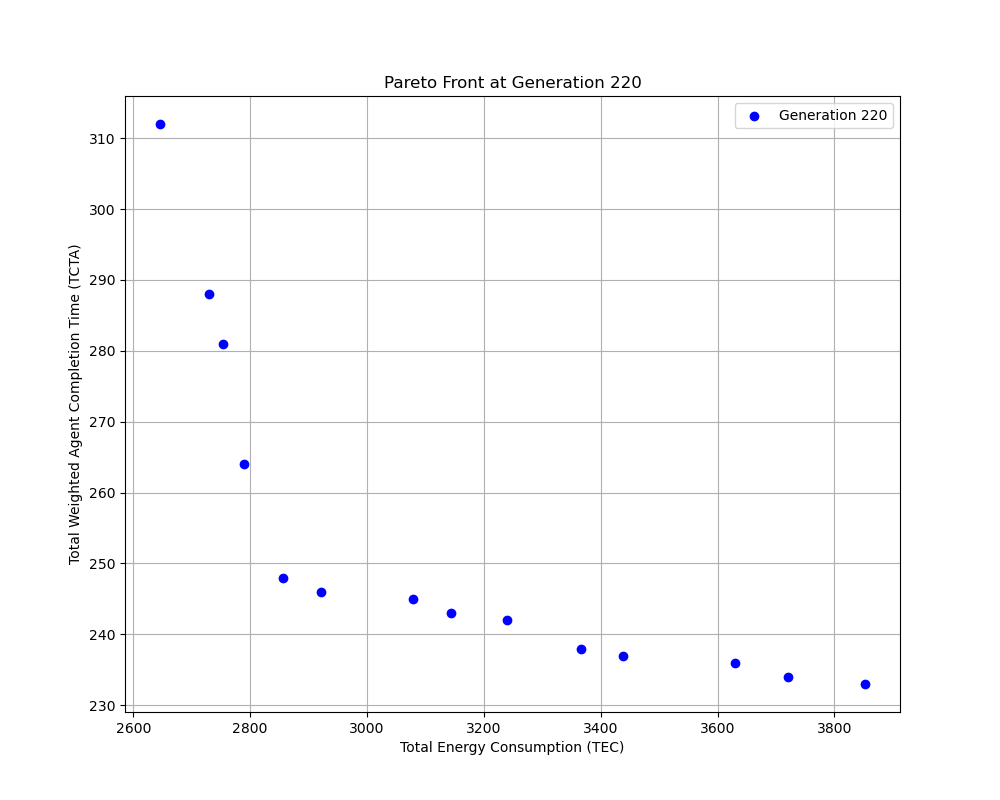 Pareto Front at Generation 220
Generation 220
Total Weighted Agent Completion Time (TCTA)
310
300
290
280
270
260
250
240
230
2600 2800 3000 3200 3400 3600 3800
Total Energy Consumption (TEC)